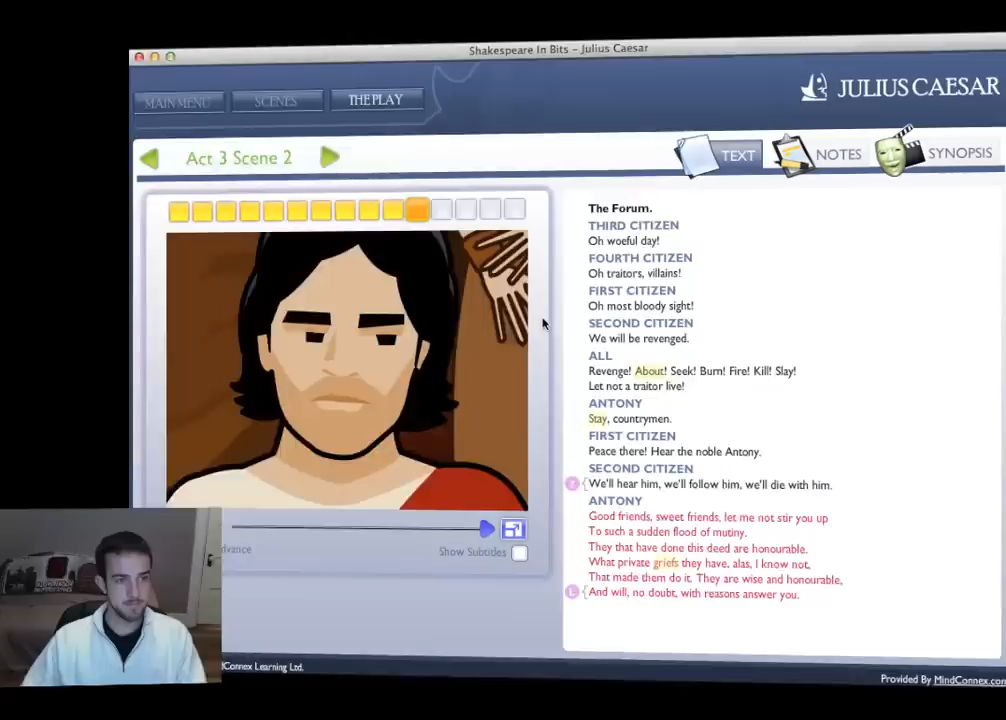 Shakespeare In Bits - Julius Caesar
MAIN MENU
SCENES
THE PLAY
JULIUS CAESAR
Act 3 Scene 2
TEXT
NOTES
SYNOPSIS
The Forum.
THIRD CITIZEN
Oh woeful day!
FOURTH CITIZEN
Oh traitors, villains!
FIRST CITIZEN
Oh most bloody sight!
SECOND CITIZEN
We will be revenged.
ALL
Revenge! About! Seek! Burn! Fire! Kill! Slay!
Let not a traitor live!
ANTONY
Stay, countrymen.
FIRST CITIZEN
Peace there! Hear the noble Antony.
SECOND CITIZEN
We'll hear him, we'll follow him, we'll die with him.
ANTONY
Good friends, sweet friends, let me not stir you up
To such a sudden flood of mutiny.
They that have done this deed are honourable.
What private griefs they have, alas, I know not,
That made them do it. They are wise and honourable,
And will, no doubt, with reasons answer you.
dvance
Show Subtitles
Connex Learning Ltd.
Provided By MindConnex.com